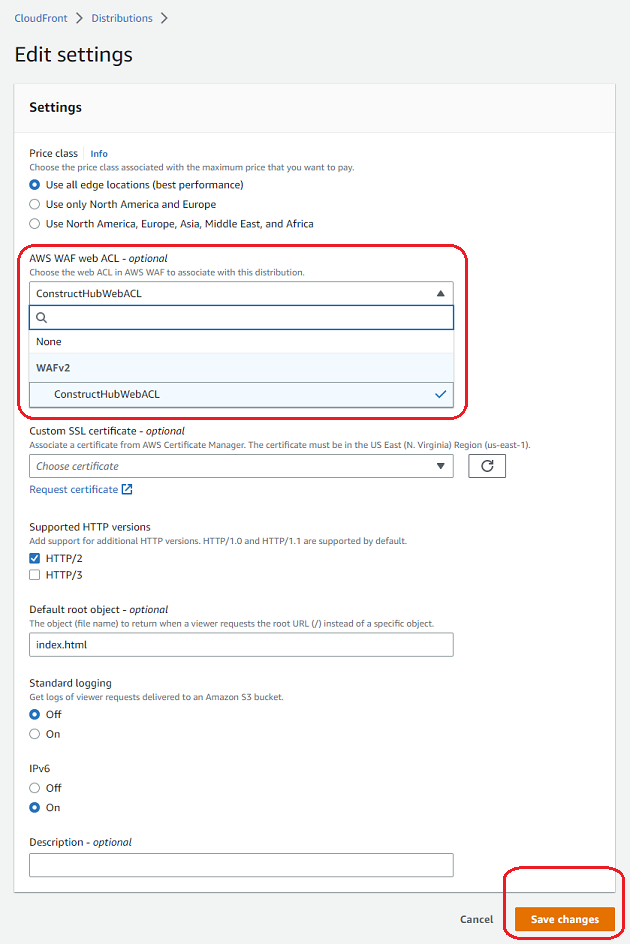 CloudFront > Distributions >
Edit settings
Settings
Price class Info
Choose the price class associated with the maximum price that you want to pay.
Use all edge locations (best performance)
Use only North America and Europe
Use North America, Europe, Asia, Middle East, and Africa
AWS WAF web ACL - optional
Choose the web ACL in AWS WAF to associate with this distribution.
ConstructHubWebACL
None
WAFv2
ConstructHubWebACL
Custom SSL certificate - optional
Associate a certificate from AWS Certificate Manager. The certificate must be in the US East (N. Virginia) Region (us-east-1).
Choose certificate
Request certificate
Supported HTTP versions
Add support for additional HTTP versions. HTTP/1.0 and HTTP/1.1 are supported by default.
HTTP/2
HTTP/3
Default root object - optional
The object (file name) to return when a viewer requests the root URL (/) instead of a specific object.
index.html
Standard logging
Get logs of viewer requests delivered to an Amazon S3 bucket.
Off
On
IPv6
Off
On
Description - optional
Cancel Save changes